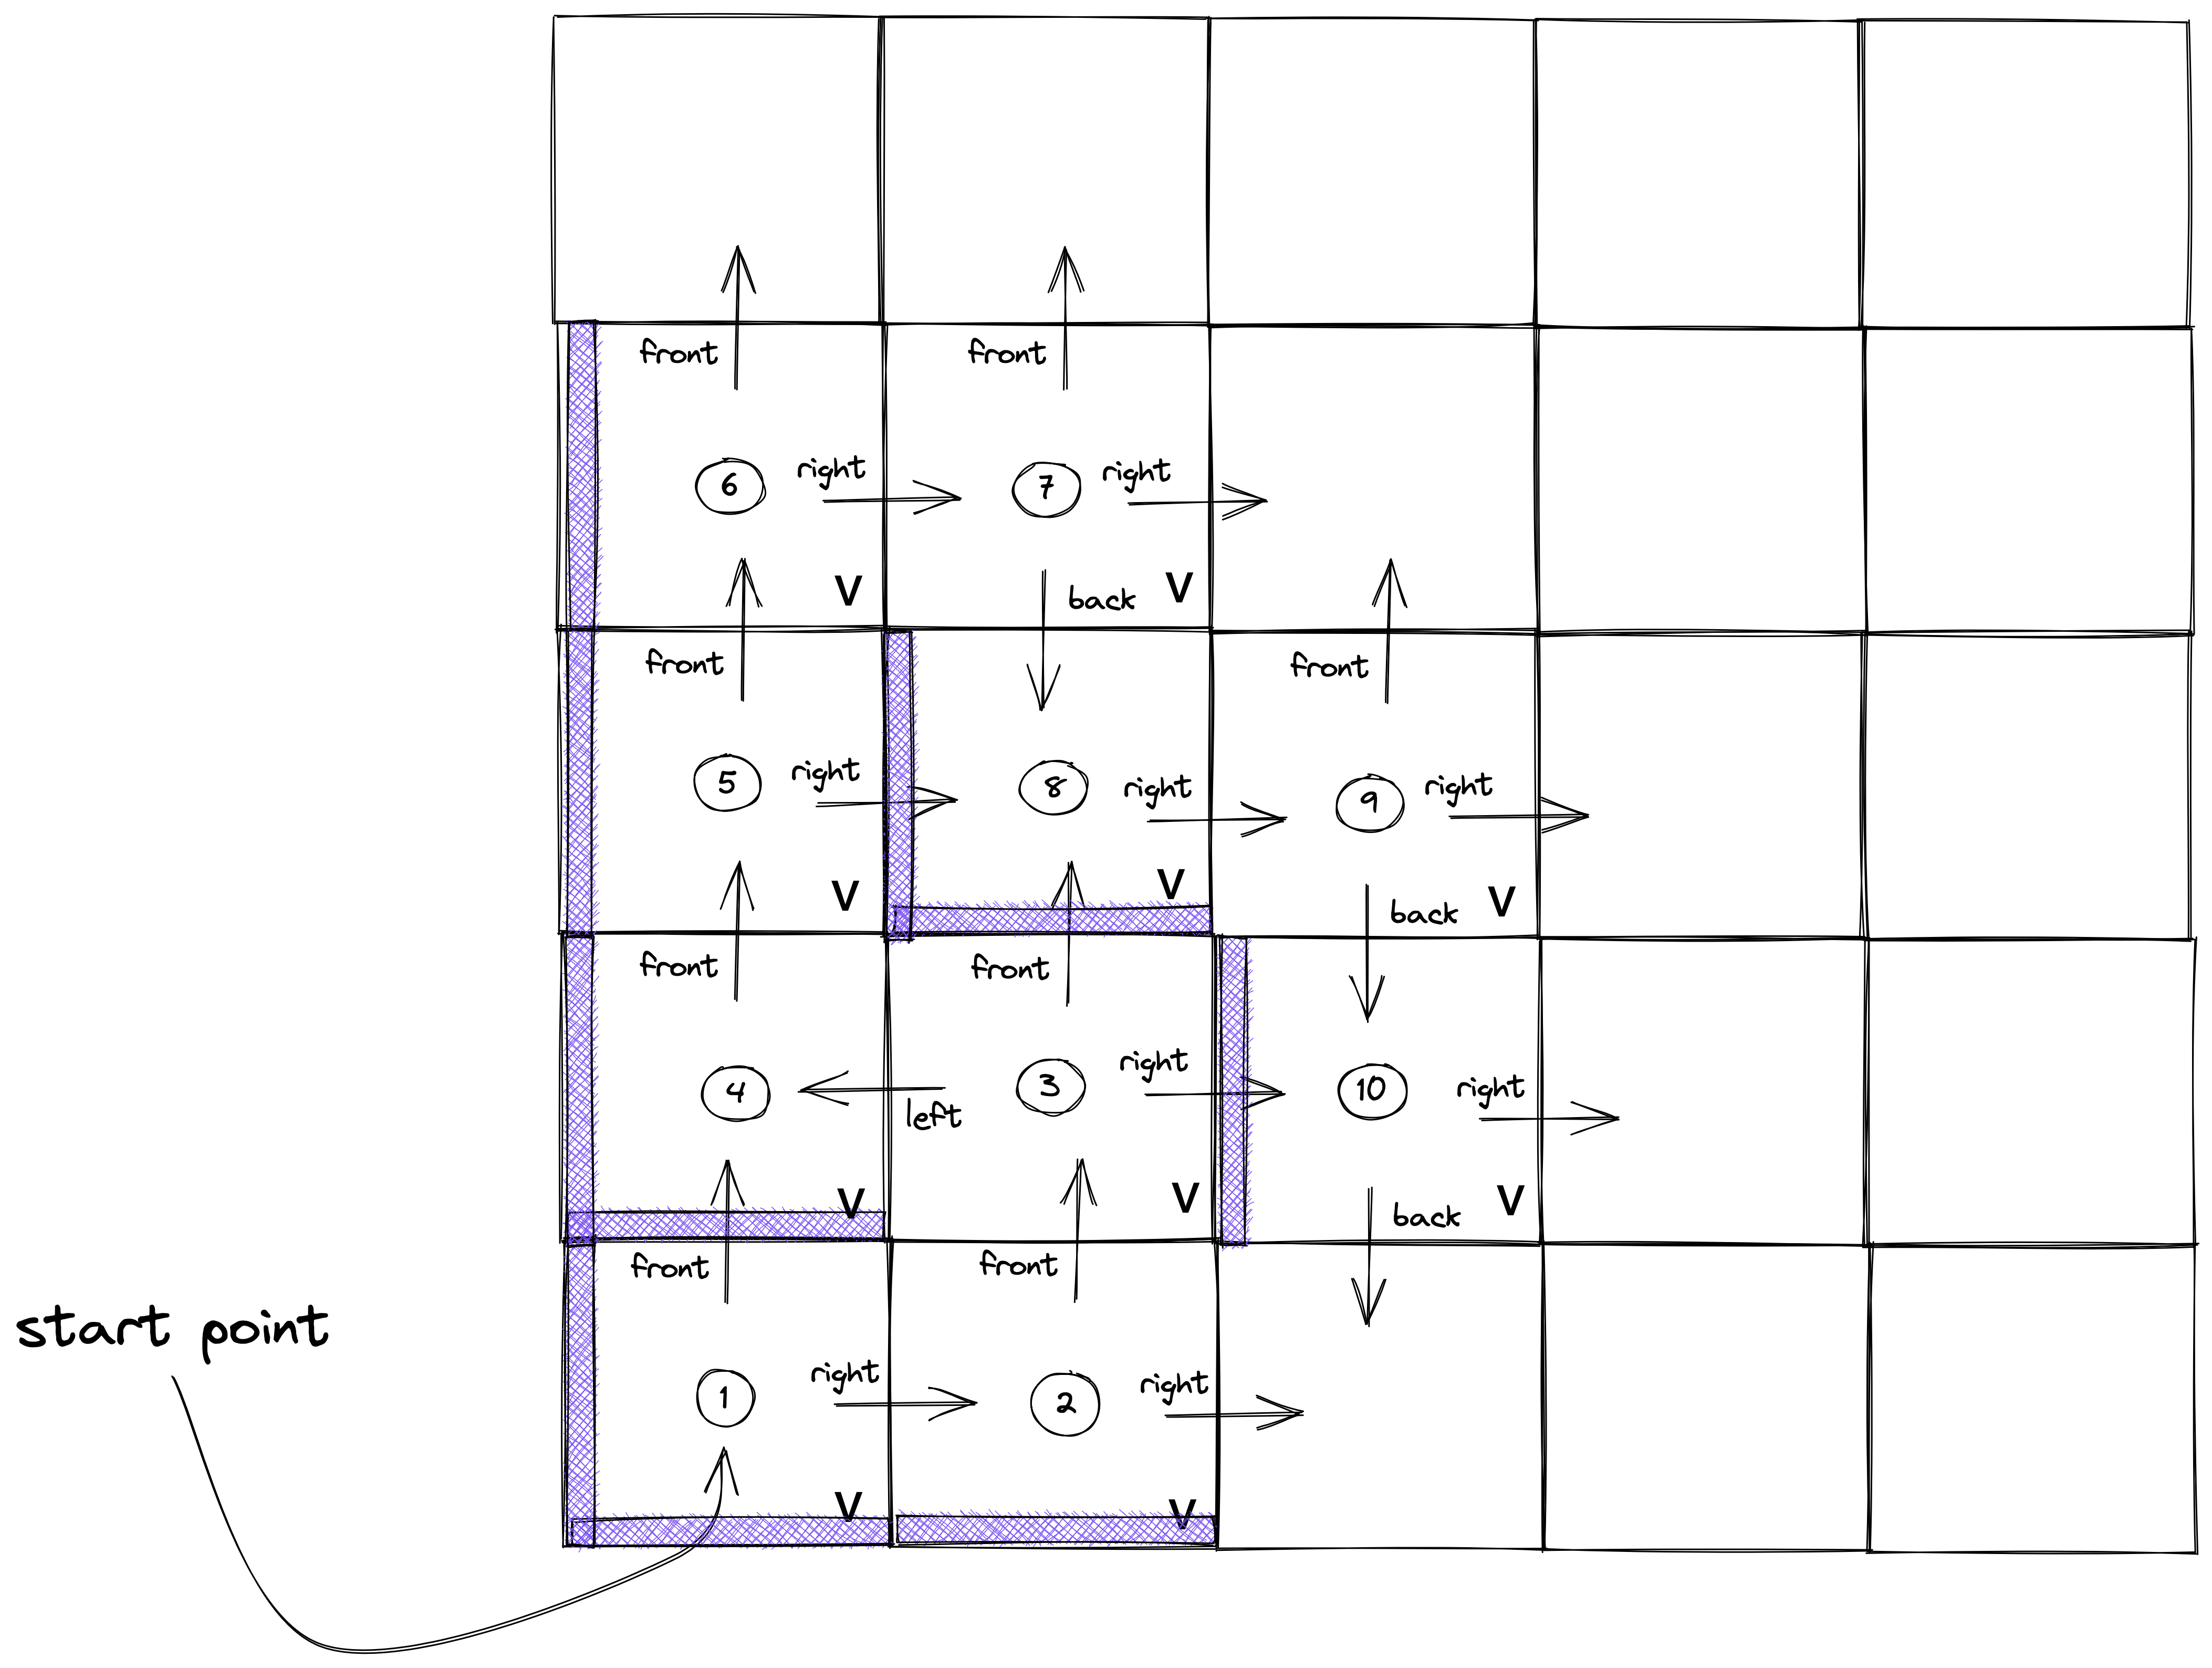 front
front
6
right
7
right
V
back
V
front
front
5
right
8
right
9
right
V
V
back
V
front
front
4
left
3
right
10
right
V
V
back
V
front
front
start point
1
right
2
right
V
V